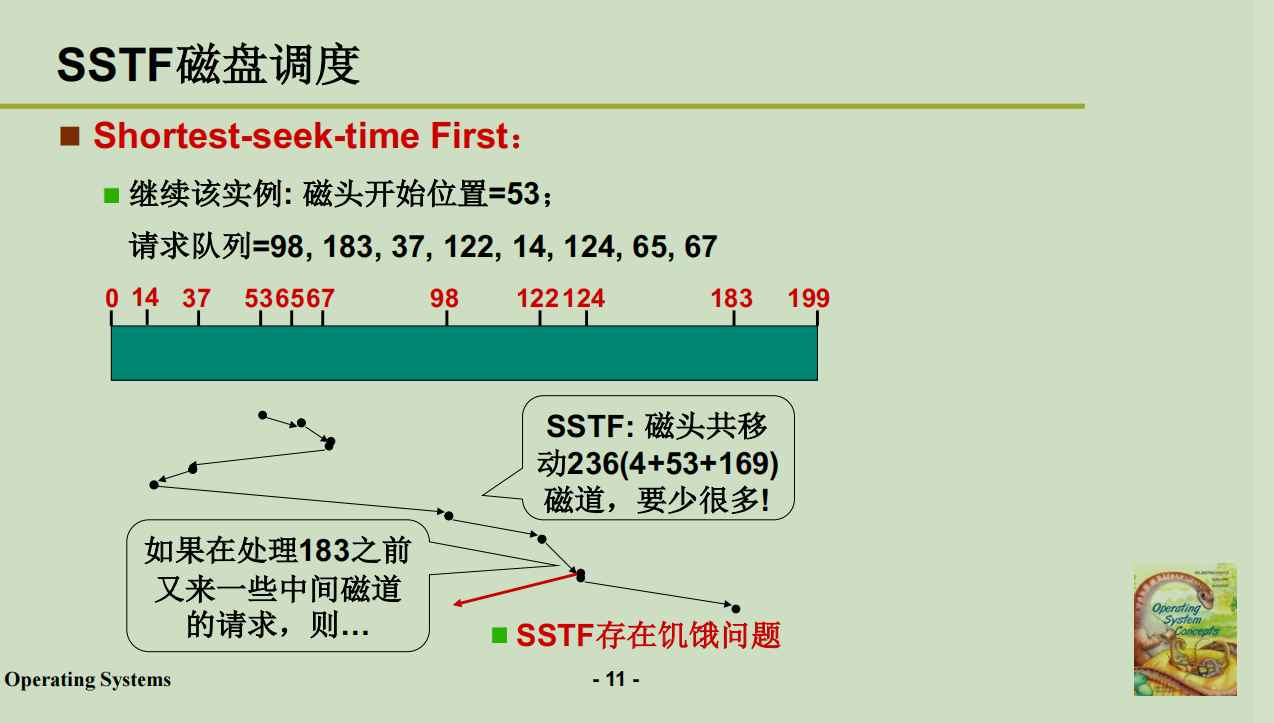 SSTF磁盘调度
Shortest-seek-time First：
继续该实例: 磁头开始位置=53；
请求队列=98, 183, 37, 122, 14, 124, 65, 67
0 14 37 53 65 67 98 122 124 183 199
SSTF: 磁头共移
动236(4+53+169)
磁道，要少很多!
如果在处理183之前
又来一些中间磁道
的请求，则…
SSTF存在饥饿问题
Operating
System
Concepts
Operating Systems
- 11 -